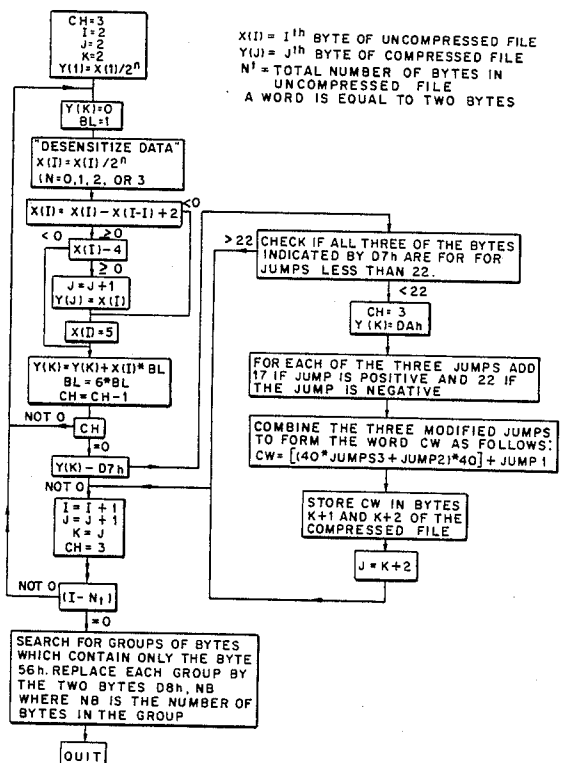 CH=3
I=2
J=2
K=2
Y(1)=X(1)/2ⁿ
X(I)= Iᵗʰ BYTE OF UNCOMPRESSED FILE
Y(J)= Jᵗʰ BYTE OF COMPRESSED FILE
Nᵗ = TOTAL NUMBER OF BYTES IN
UNCOMPRESSED FILE
A WORD IS EQUAL TO TWO BYTES
Y(K)=0
BL=1
"DESENSITIZE DATA"
X(I)=X(I)/2ⁿ
(N=0,1,2, OR 3
<0
X(I)= X(I)-X(I-I)+2
<0
≥0
X(I)-4
≥0
J=J+1
Y(J)=X(I)
X(I)=5
Y(K)=Y(K)+X(I)*BL
BL=6*BL
CH=CH-1
NOT 0
CH
=0
Y(K)-D7h
NOT 0
I=I+1
J=J+1
K=J
CH=3
NOT 0
(I-Nₜ)
=0
SEARCH FOR GROUPS OF BYTES
WHICH CONTAIN ONLY THE BYTE
56h. REPLACE EACH GROUP BY
THE TWO BYTES D8h, NB
WHERE NB IS THE NUMBER OF
BYTES IN THE GROUP
QUIT
>22
CHECK IF ALL THREE OF THE BYTES
INDICATED BY D7h ARE FOR FOR
JUMPS LESS THAN 22.
<22
CH=3
Y(K)=DAh
FOR EACH OF THE THREE JUMPS ADD
17 IF JUMP IS POSITIVE AND 22 IF
THE JUMP IS NEGATIVE
COMBINE THE THREE MODIFIED JUMPS
TO FORM THE WORD CW AS FOLLOWS:
CW=[(40*JUMPS3+JUMP2)*40]+JUMP 1
STORE CW IN BYTES
K+1 AND K+2 OF THE
COMPRESSED FILE
J=K+2